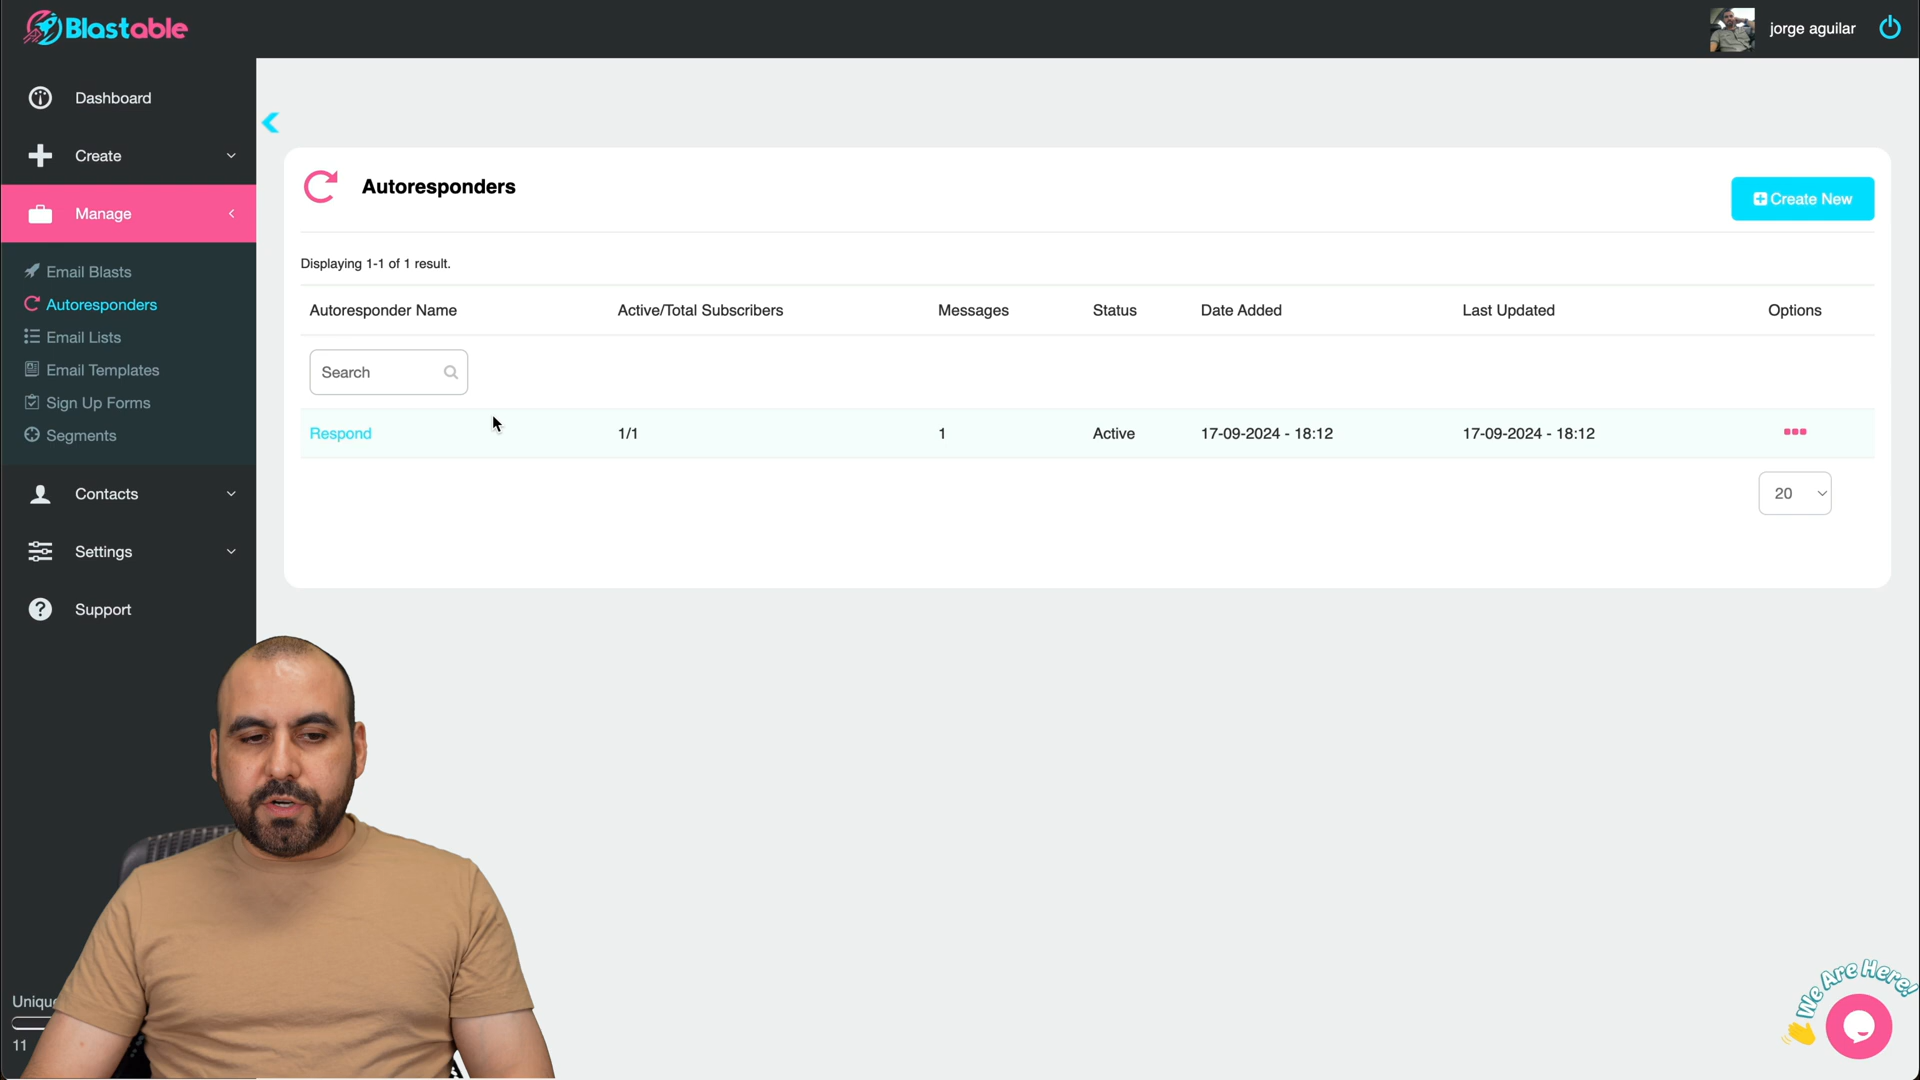 Blastable
jorge aguilar
Dashboard
Create
Manage
Email Blasts
Autoresponders
Email Lists
Email Templates
Sign Up Forms
Segments
Contacts
Settings
Support
Autoresponders
Create New
Displaying 1-1 of 1 result.
Autoresponder Name Active/Total Subscribers Messages Status Date Added Last Updated Options
Search
Respond 1/1 1 Active 17-09-2024 - 18:12 17-09-2024 - 18:12
20
11
We Are Here!